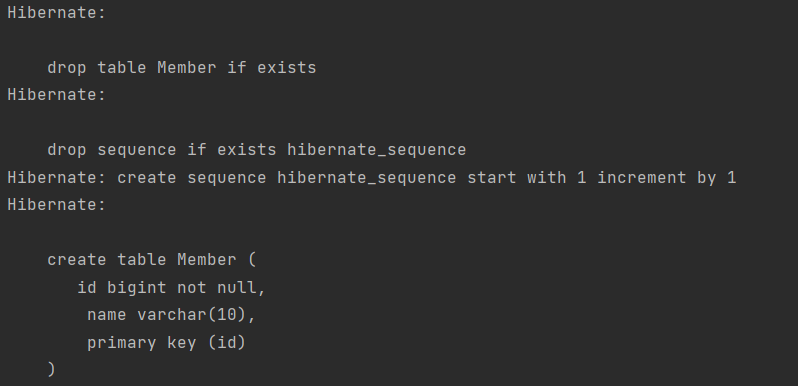 Hibernate:
drop table Member if exists
Hibernate:
drop sequence if exists hibernate_sequence
Hibernate: create sequence hibernate_sequence start with 1 increment by 1
Hibernate:
create table Member (
id bigint not null,
name varchar(10),
primary key (id)
)